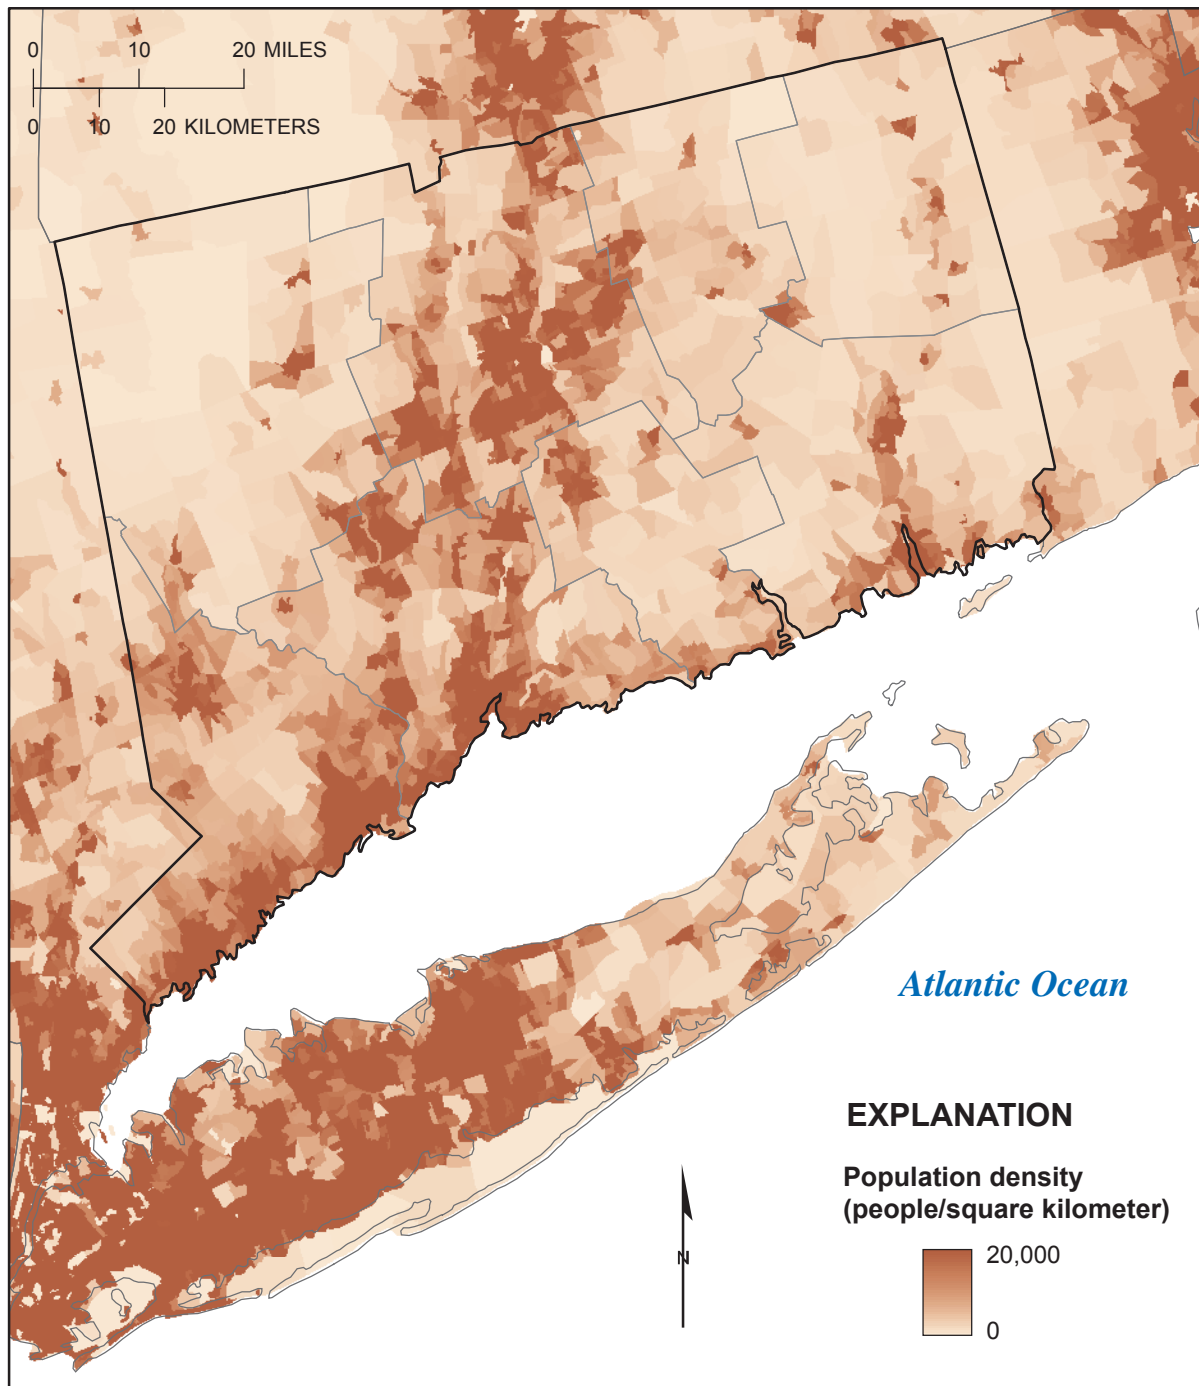 0 10 20 MILES
0 10 20 KILOMETERS
Atlantic Ocean
EXPLANATION
Population density
(people/square kilometer)
20,000
0
N